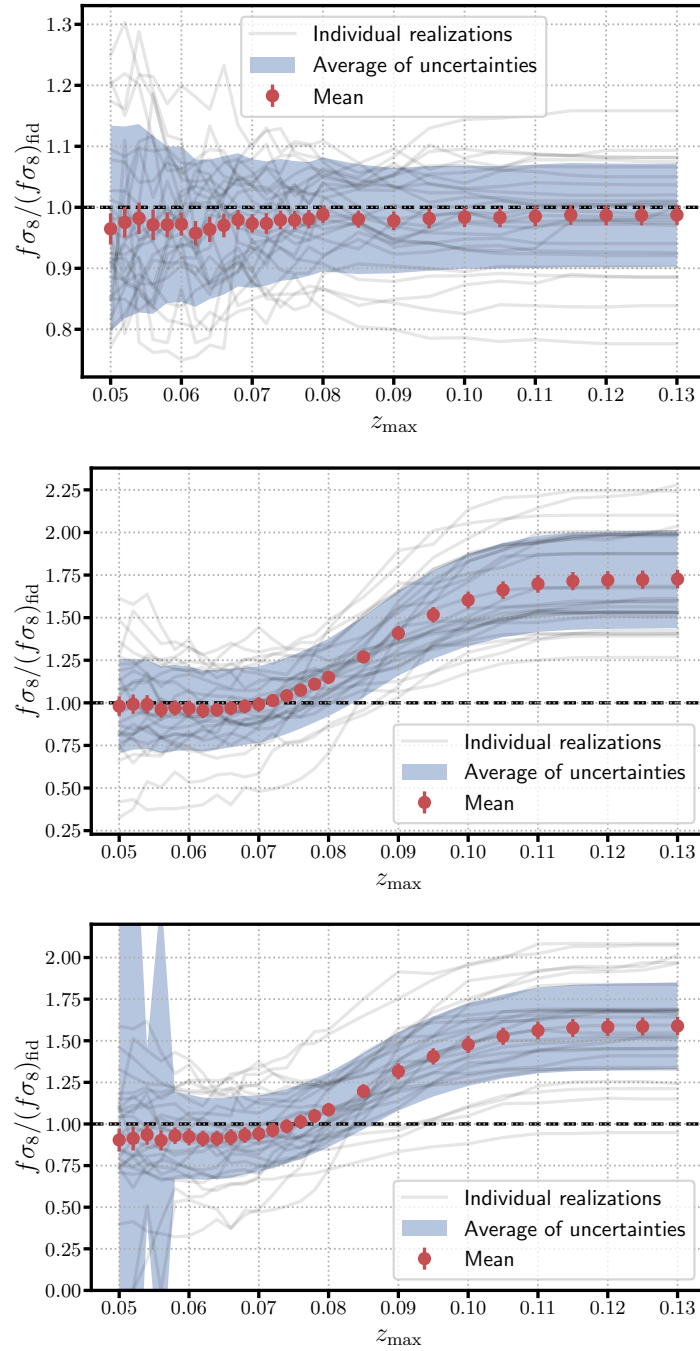 1.3
1.2
1.1
1.0
0.9
0.8
fσ₈/(fσ₈)fid
Individual realizations
Average of uncertainties
Mean
0.05 0.06 0.07 0.08 0.09 0.10 0.11 0.12 0.13
zmax
2.25
2.00
1.75
1.50
1.25
1.00
0.75
0.50
0.25
fσ₈/(fσ₈)fid
Individual realizations
Average of uncertainties
Mean
0.05 0.06 0.07 0.08 0.09 0.10 0.11 0.12 0.13
zmax
2.00
1.75
1.50
1.25
1.00
0.75
0.50
0.25
0.00
fσ₈/(fσ₈)fid
Individual realizations
Average of uncertainties
Mean
0.05 0.06 0.07 0.08 0.09 0.10 0.11 0.12 0.13
zmax